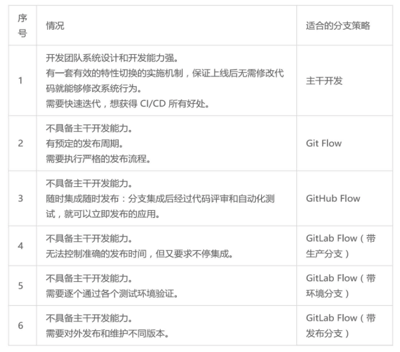 序号
情况
适合的分支策略
1
开发团队系统设计和开发能力强。
有一套有效的特性切换的实施机制，保证上线后无需修改代
码就能够修改系统行为。
需要快速迭代，想获得 CI/CD 所有好处。
主干开发
2
不具备主干开发能力。
有预定的发布周期。
需要执行严格的发布流程。
Git Flow
3
不具备主干开发能力。
随时集成随时发布：分支集成后经过代码评审和自动化测
试，就可以立即发布的应用。
GitHub Flow
4
不具备主干开发能力。
无法控制准确的发布时间，但又要求不停集成。
GitLab Flow（带
生产分支）
5
不具备主干开发能力。
需要逐个通过各个测试环境验证。
GitLab Flow（带
环境分支）
6
不具备主干开发能力。
需要对外发布和维护不同版本。
GitLab Flow（带
发布分支）